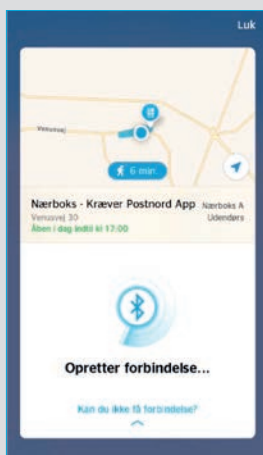 Luk
Venusvej
6 min.
Nærboks - Kræver Postnord App
Nærboks A
Venusvej 30
Udendørs
Åben i dag indtil kl 17:00
Opretter forbindelse...
Kan du ikke få forbindelse?